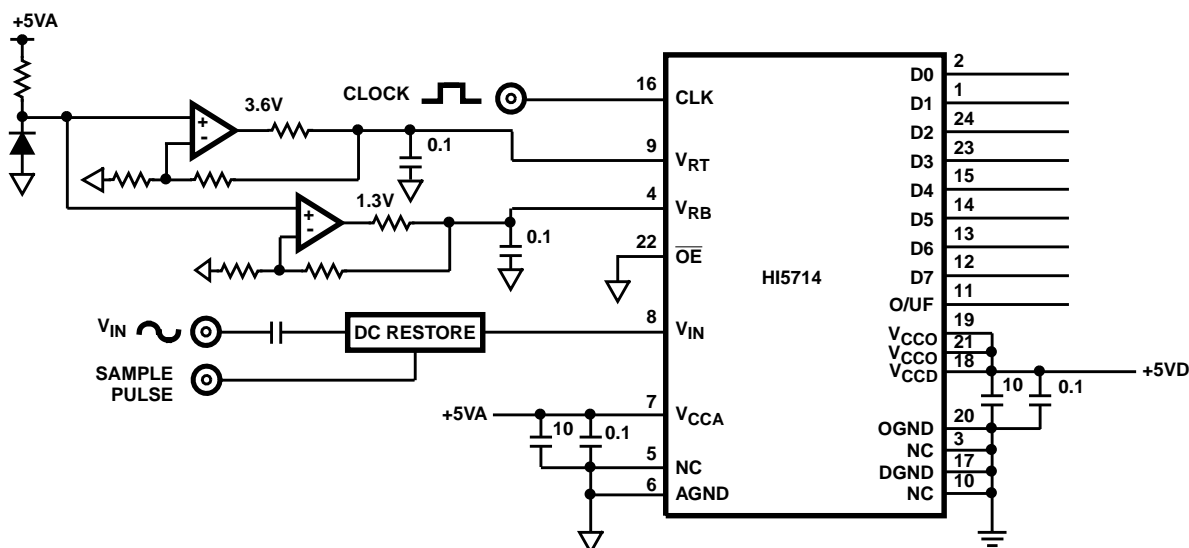 +5VA
3.6V
0.1
1.3V
0.1
CLOCK
16
CLK
9
VRT
4
VRB
22
OE
VIN
DC RESTORE
8
VIN
SAMPLE
PULSE
+5VA
10
0.1
7
VCCA
5
NC
6
AGND
HI5714
D0
2
D1
1
D2
24
D3
23
D4
15
D5
14
D6
13
D7
12
O/UF
11
VCCO
19
VCCO
21
VCCD
18
10
0.1
+5VD
OGND
20
NC
3
DGND
17
NC
10